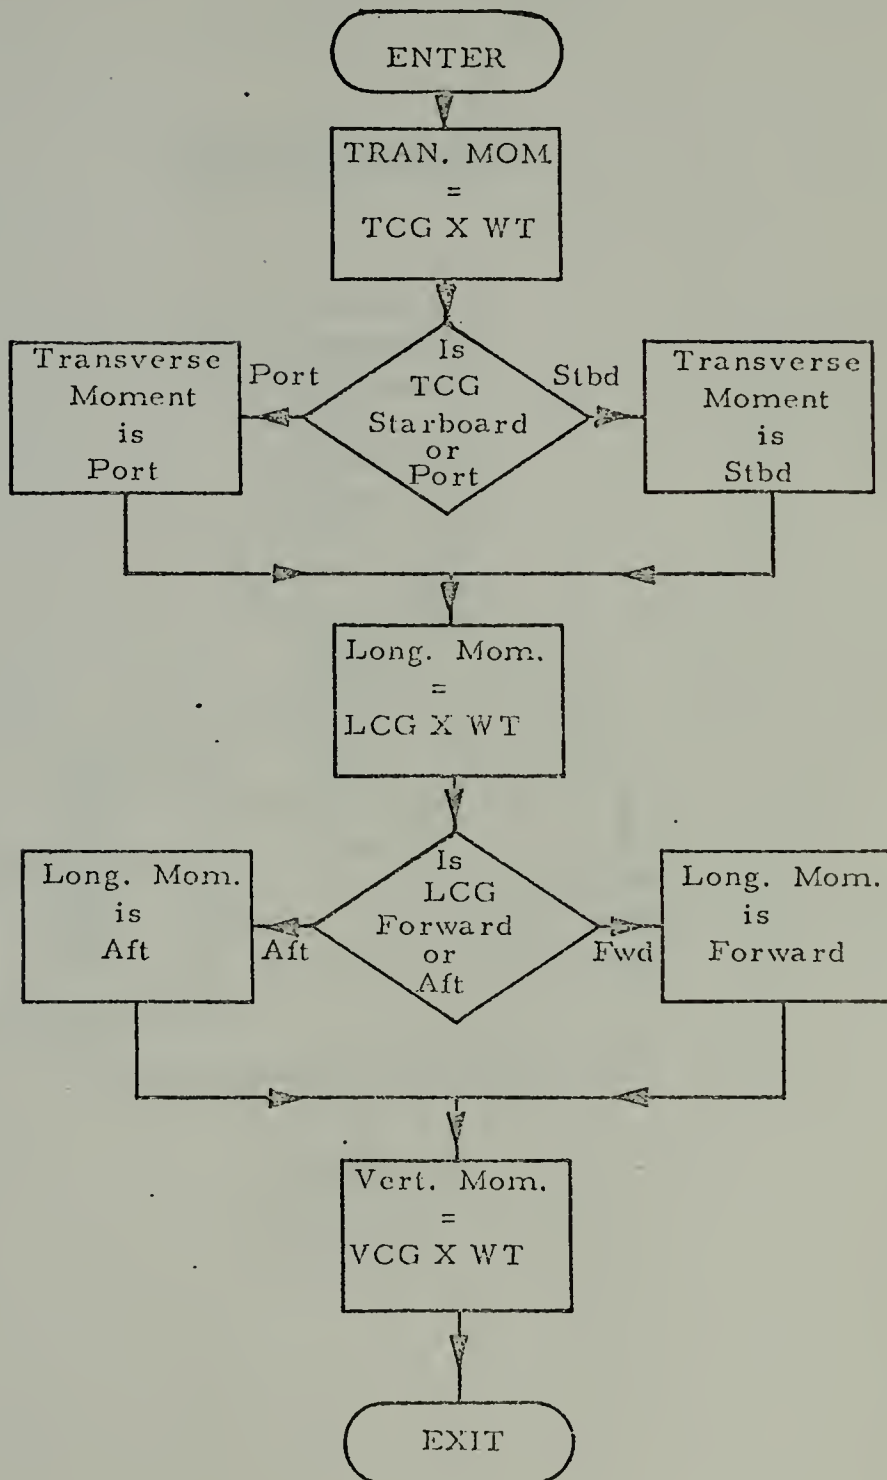 ENTER
TRAN. MOM.
=
TCG X WT
Is
TCG
Starboard
or
Port
Port
Stbd
Transverse
Moment
is
Port
Transverse
Moment
is
Stbd
Long. Mom.
=
LCG X WT
Is
LCG
Forward
or
Aft
Aft
Fwd
Long. Mom.
is
Aft
Long. Mom.
is
Forward
Vert. Mom.
=
VCG X WT
EXIT